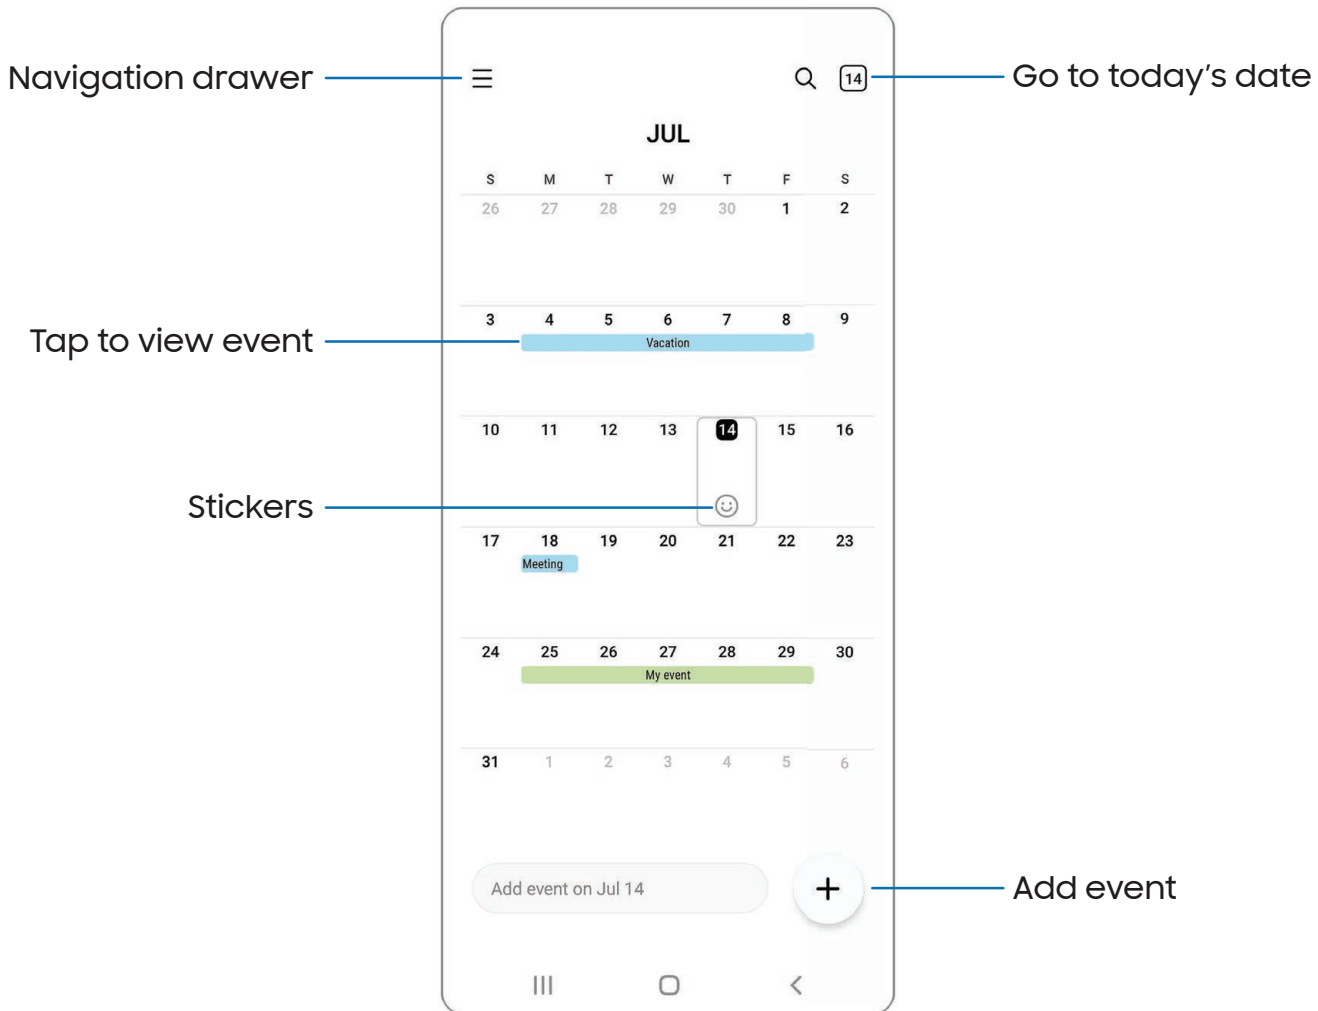 Navigation drawer
14
Go to today's date
JUL
S M T W T F S
26 27 28 29 30 1 2
3 4 5 6 7 8 9
Tap to view event
Vacation
10 11 12 13 14 15 16
Stickers
17 18 19 20 21 22 23
Meeting
24 25 26 27 28 29 30
My event
31 1 2 3 4 5 6
Add event on Jul 14
Add event